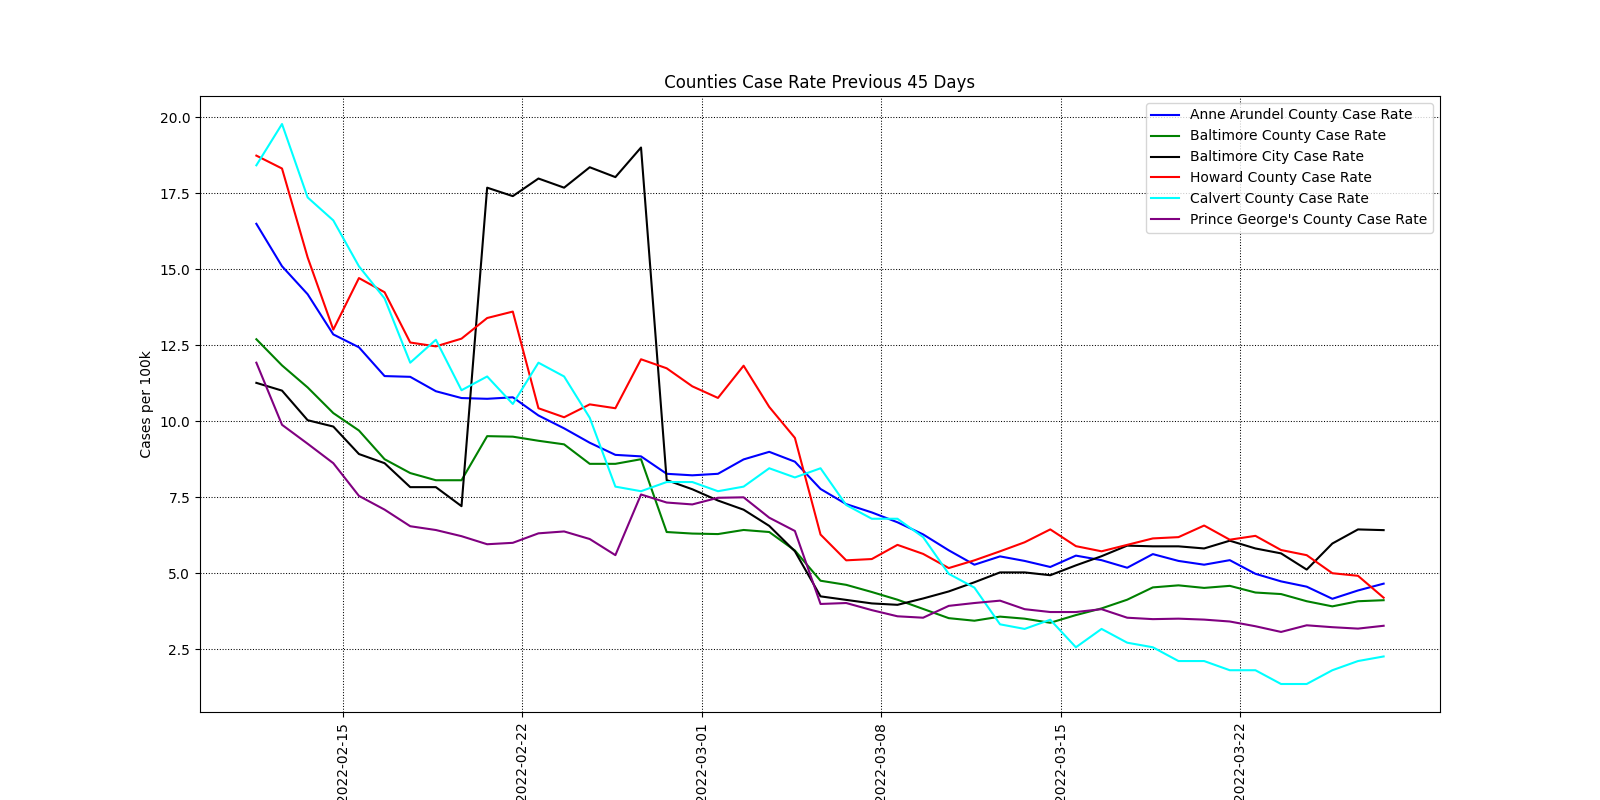 Counties Case Rate Previous 45 Days
Cases per 100k
20.0
17.5
15.0
12.5
10.0
7.5
5.0
2.5
Anne Arundel County Case Rate
Baltimore County Case Rate
Baltimore City Case Rate
Howard County Case Rate
Calvert County Case Rate
Prince George's County Case Rate
2022-02-15
2022-02-22
2022-03-01
2022-03-08
2022-03-15
2022-03-22